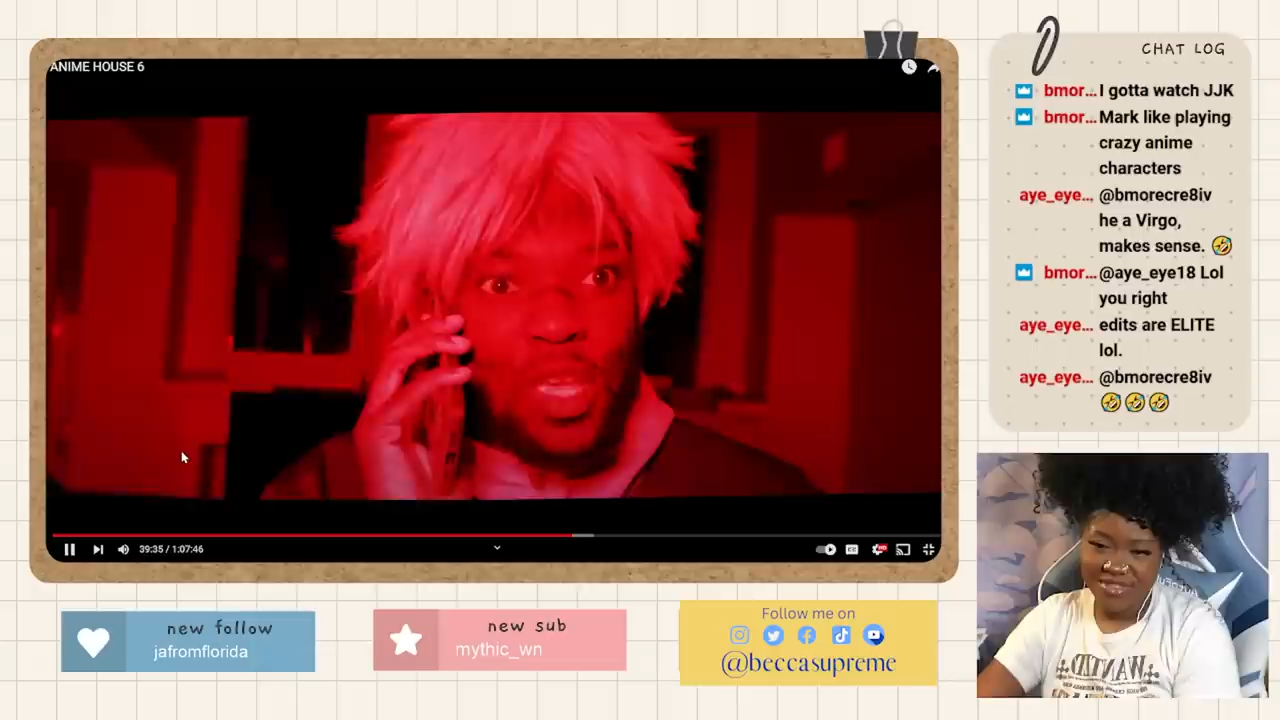 ANIME HOUSE 6
39:35 / 1:07:46
CHAT LOG
bmor... I gotta watch JJK
bmor... Mark like playing
crazy anime
characters
aye_eye... @bmorecre8iv
he a Virgo,
makes sense. 🤣
bmor... @aye_eye18 Lol
you right
aye_eye... edits are ELITE
lol.
aye_eye... @bmorecre8iv
🤣🤣🤣
new follow
jafromflorida
new sub
mythic_wn
Follow me on
@beccasupreme
WANTED